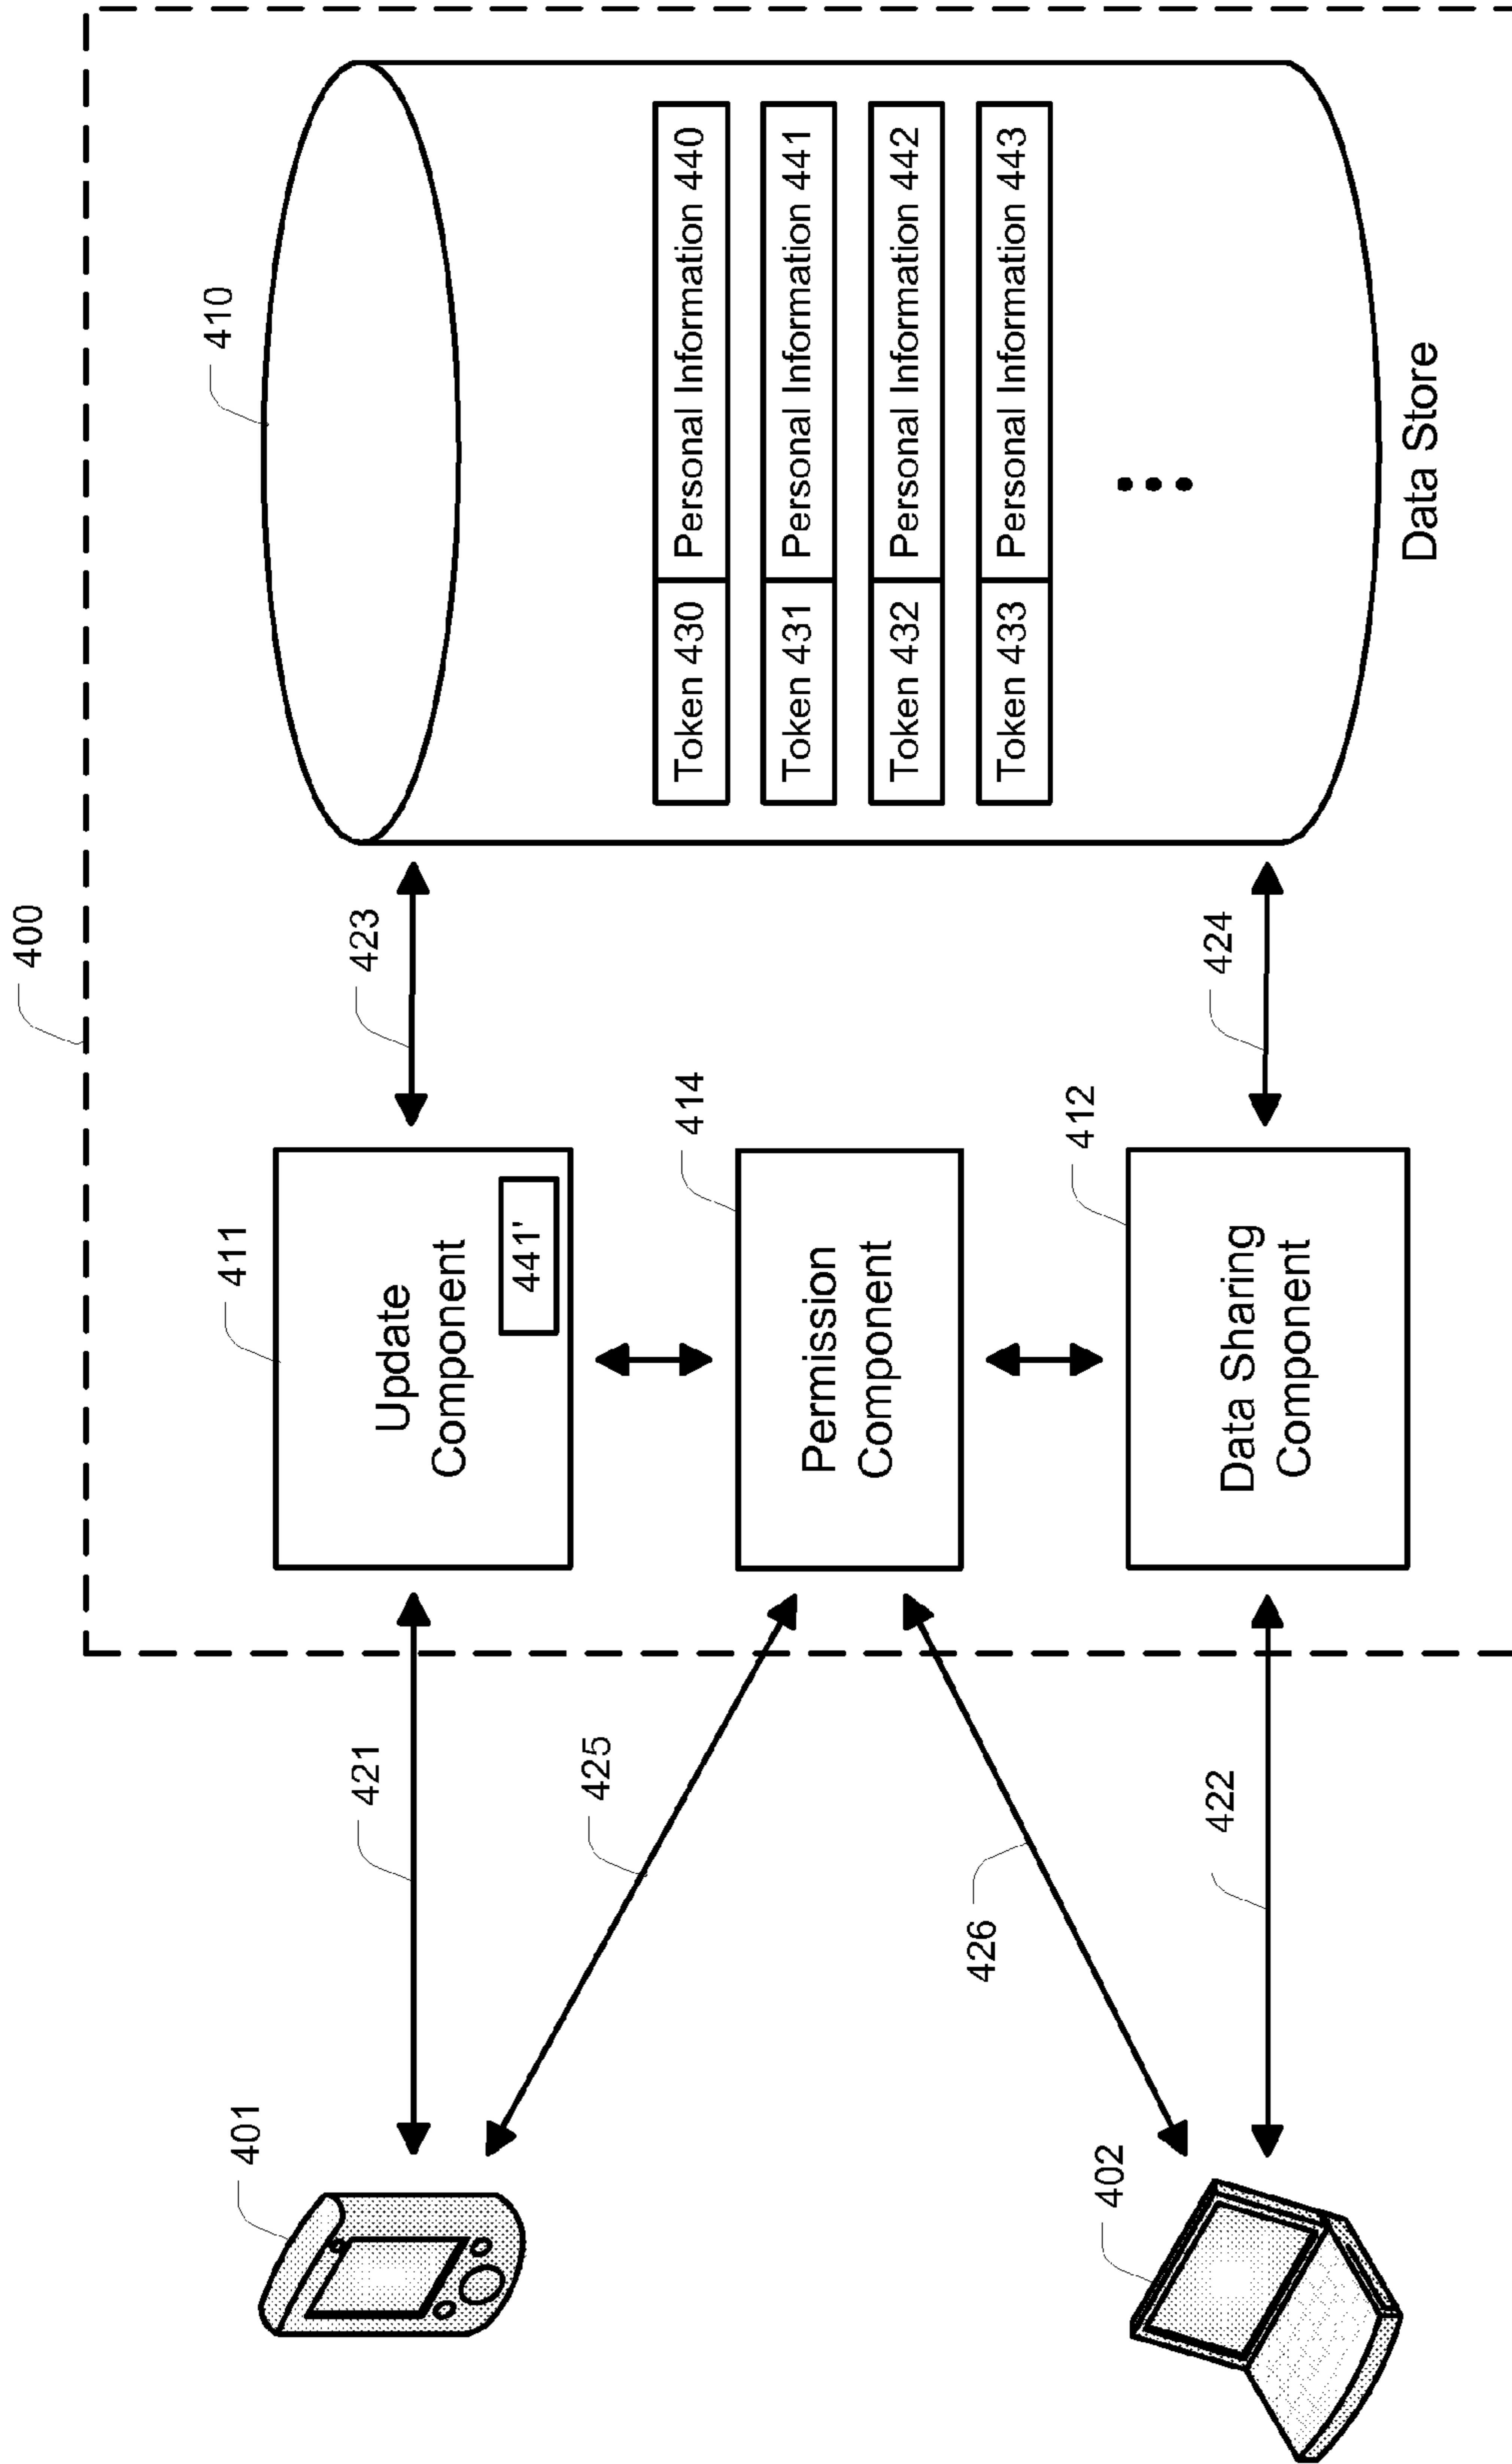 400
410
401
421
411
441'
Update
Component
423
425
414
Permission
Component
426
402
422
412
Data Sharing
Component
424
Token 430 Personal Information 440
Token 431 Personal Information 441
Token 432 Personal Information 442
Token 433 Personal Information 443
Data Store